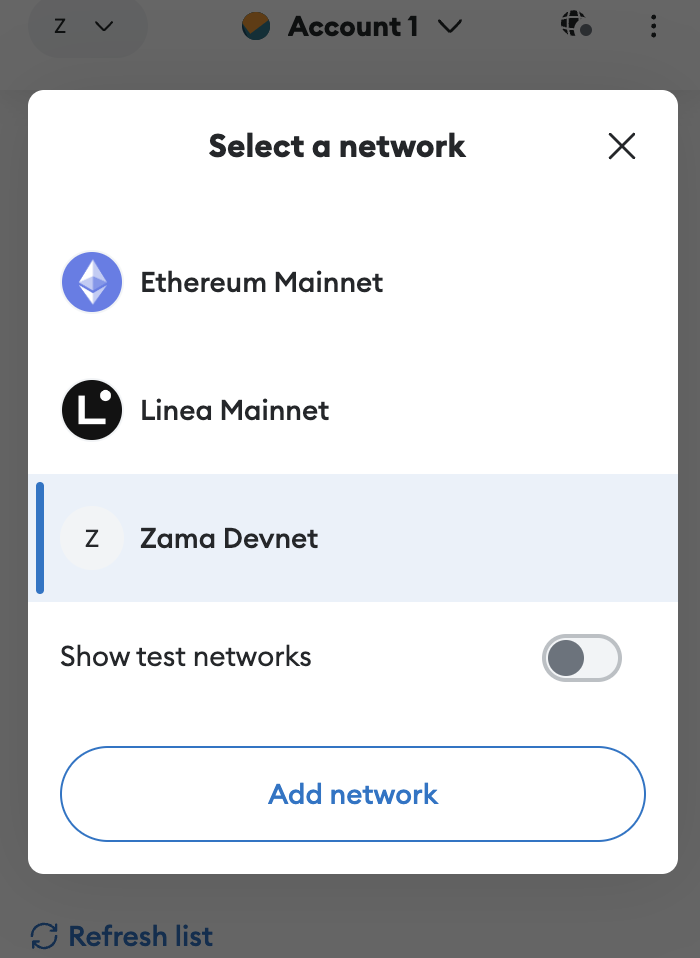 Z
Account 1
Select a network
Ethereum Mainnet
Linea Mainnet
Z
Zama Devnet
Show test networks
Add network
Refresh list